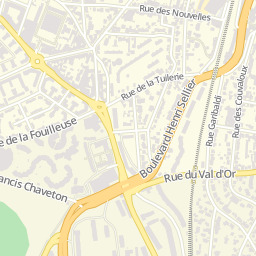 Rue des Nouvelles
Rue de la Tuilerie
Boulevard Henri Sellier
Rue Garibaldi
Rue des Couvaloux
e de la Fouilleuse
Rue du Val d'Or
ancis Chaveton